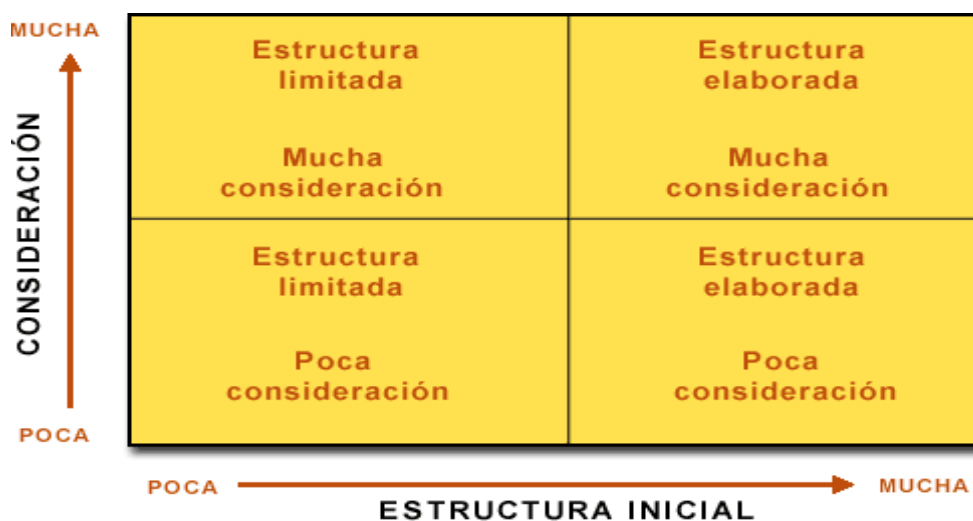 MUCHA
CONSIDERACIÓN
POCA
Estructura
limitada
Mucha
consideración
Estructura
elaborada
Mucha
consideración
Estructura
limitada
Poca
consideración
Estructura
elaborada
Poca
consideración
POCA
MUCHA
ESTRUCTURA INICIAL